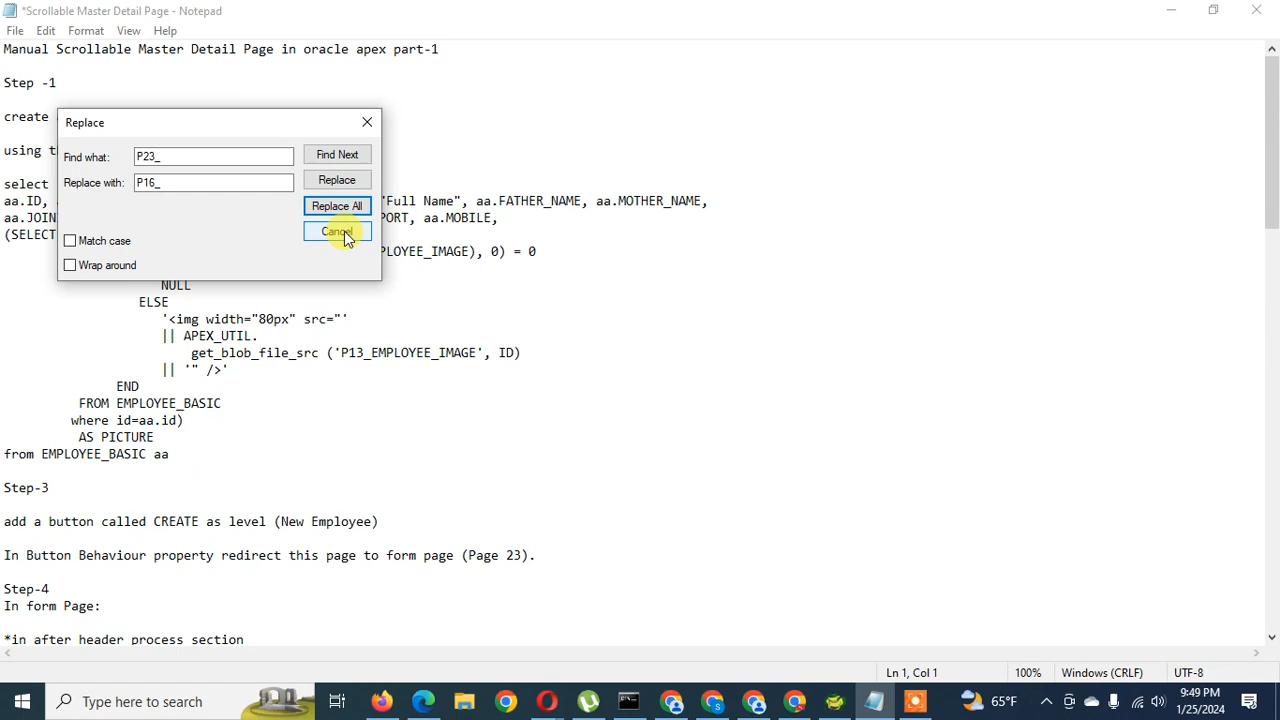 *Scrollable Master Detail Page - Notepad
File Edit Format View Help
Manual Scrollable Master Detail Page in oracle apex part-1
Step -1
create
using th
select
aa.ID, "Full Name", aa.FATHER_NAME, aa.MOTHER_NAME,
aa.JOIN PORT, aa.MOBILE,
(SELECT
PLOYEE_IMAGE), 0) = 0
Replace
Find what: P23_ Find Next
Replace with: P16_ Replace
Replace All
Cancel
Match case
Wrap around
NULL
ELSE
'<img width="80px" src="'
|| APEX_UTIL.
get_blob_file_src ('P13_EMPLOYEE_IMAGE', ID)
|| '" />'
END
FROM EMPLOYEE_BASIC
where id=aa.id)
AS PICTURE
from EMPLOYEE_BASIC aa
Step-3
add a button called CREATE as level (New Employee)
In Button Behaviour property redirect this page to form page (Page 23).
Step-4
In form Page:
*in after header process section
Ln 1, Col 1 100% Windows (CRLF) UTF-8
Type here to search 65°F 9:49 PM
1/25/2024